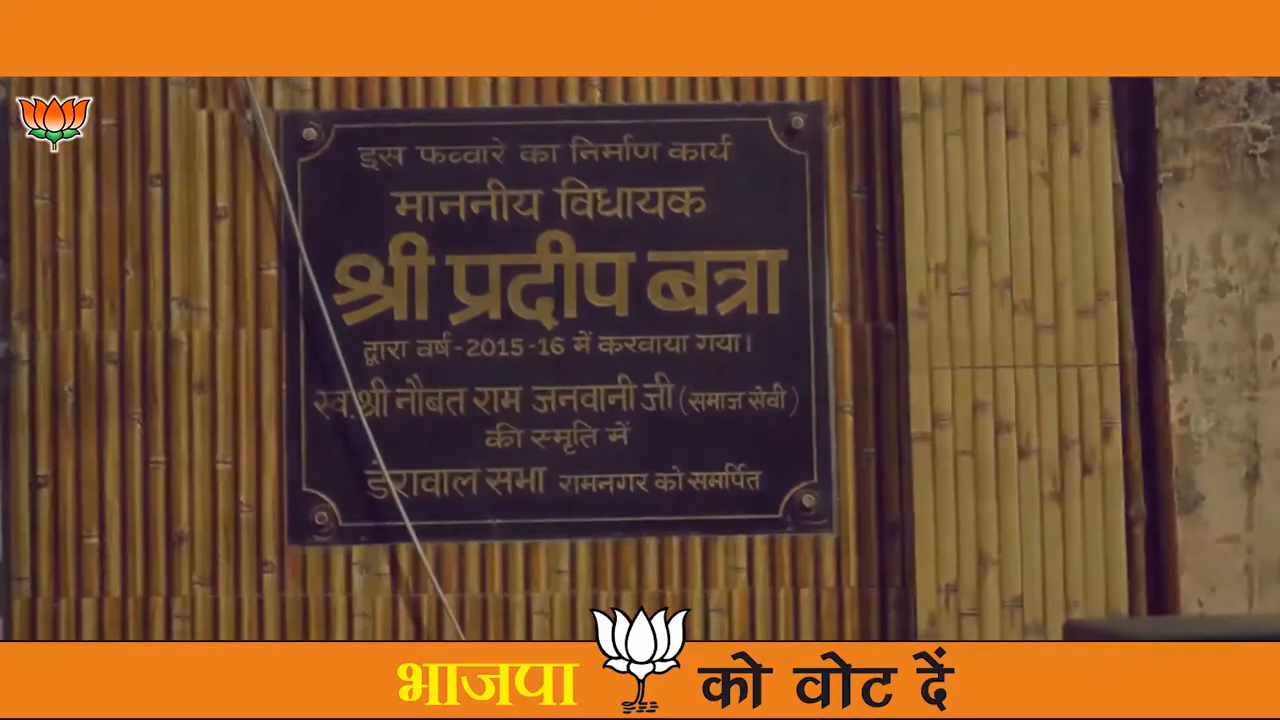 इस फव्वारे का निर्माण कार्य
माननीय विधायक
श्री प्रदीप बत्रा
द्वारा वर्ष-2015-16 में करवाया गया।
स्व.श्री नौबत राम जनवानी जी (समाज सेवी)
की स्मृति में
डेरावाल सभा रामनगर को समर्पित
भाजपा को वोट दें